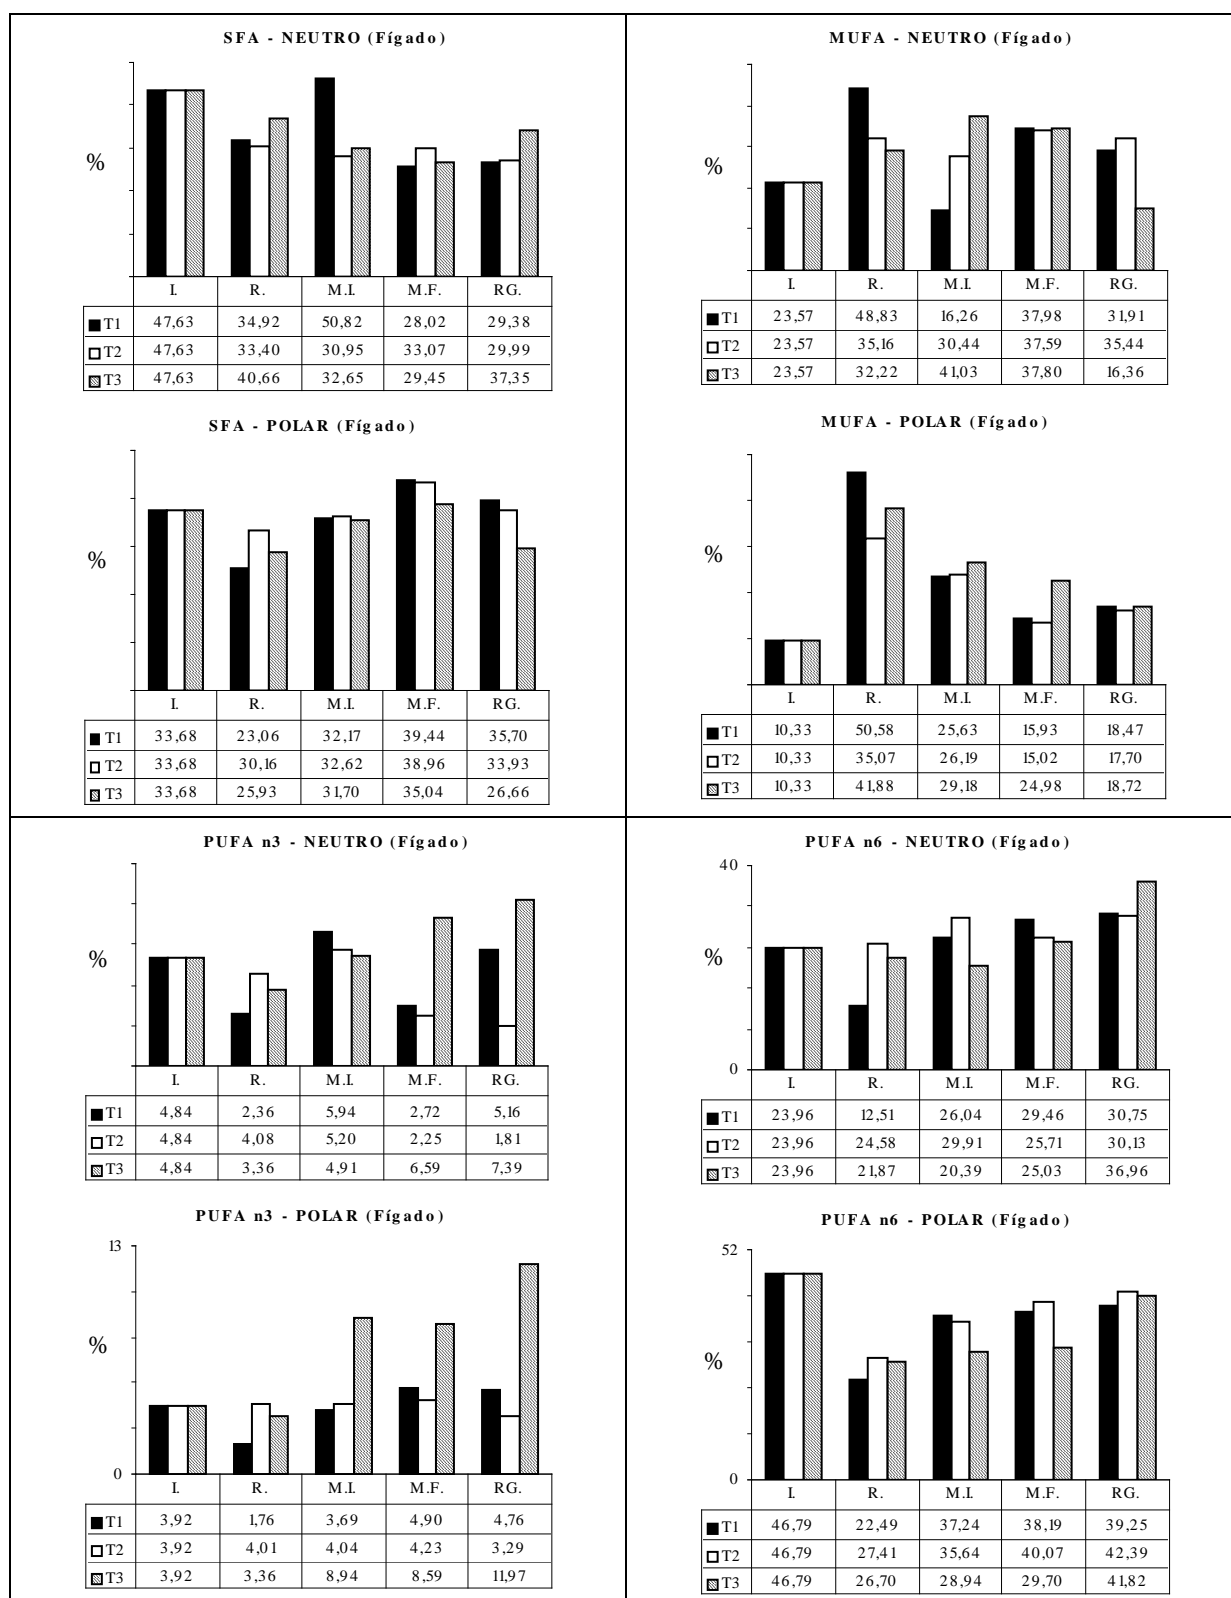 SFA - NEUTRO (Fígado)
%
I. R. M.I. M.F. RG.
T1 47,63 34,92 50,82 28,02 29,38
T2 47,63 33,40 30,95 33,07 29,99
T3 47,63 40,66 32,65 29,45 37,35
SFA - POLAR (Fígado)
%
I. R. M.I. M.F. RG.
T1 33,68 23,06 32,17 39,44 35,70
T2 33,68 30,16 32,62 38,96 33,93
T3 33,68 25,93 31,70 35,04 26,66
MUFA - NEUTRO (Fígado)
%
I. R. M.I. M.F. RG.
T1 23,57 48,83 16,26 37,98 31,91
T2 23,57 35,16 30,44 37,59 35,44
T3 23,57 32,22 41,03 37,80 16,36
MUFA - POLAR (Fígado)
%
I. R. M.I. M.F. RG.
T1 10,33 50,58 25,63 15,93 18,47
T2 10,33 35,07 26,19 15,02 17,70
T3 10,33 41,88 29,18 24,98 18,72
PUFA n3 - NEUTRO (Fígado)
%
I. R. M.I. M.F. RG.
T1 4,84 2,36 5,94 2,72 5,16
T2 4,84 4,08 5,20 2,25 1,81
T3 4,84 3,36 4,91 6,59 7,39
PUFA n3 - POLAR (Fígado)
13
%
0
I. R. M.I. M.F. RG.
T1 3,92 1,76 3,69 4,90 4,76
T2 3,92 4,01 4,04 4,23 3,29
T3 3,92 3,36 8,94 8,59 11,97
PUFA n6 - NEUTRO (Fígado)
40
%
0
I. R. M.I. M.F. RG.
T1 23,96 12,51 26,04 29,46 30,75
T2 23,96 24,58 29,91 25,71 30,13
T3 23,96 21,87 20,39 25,03 36,96
PUFA n6 - POLAR (Fígado)
52
%
0
I. R. M.I. M.F. RG.
T1 46,79 22,49 37,24 38,19 39,25
T2 46,79 27,41 35,64 40,07 42,39
T3 46,79 26,70 28,94 29,70 41,82